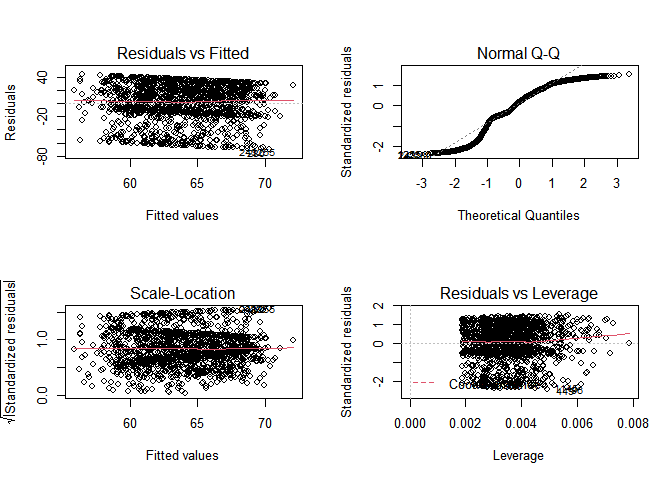 Residuals vs Fitted
Residuals
40
-20
-80
60
65
70
Fitted values
Normal Q-Q
Standardized residuals
1
0
-2
-3
-2
-1
0
1
2
3
Theoretical Quantiles
Scale-Location
√|Standardized residuals|
1.0
0.0
60
65
70
Fitted values
Residuals vs Leverage
Standardized residuals
2
1
0
-2
0.000
0.002
0.004
0.006
0.008
Leverage